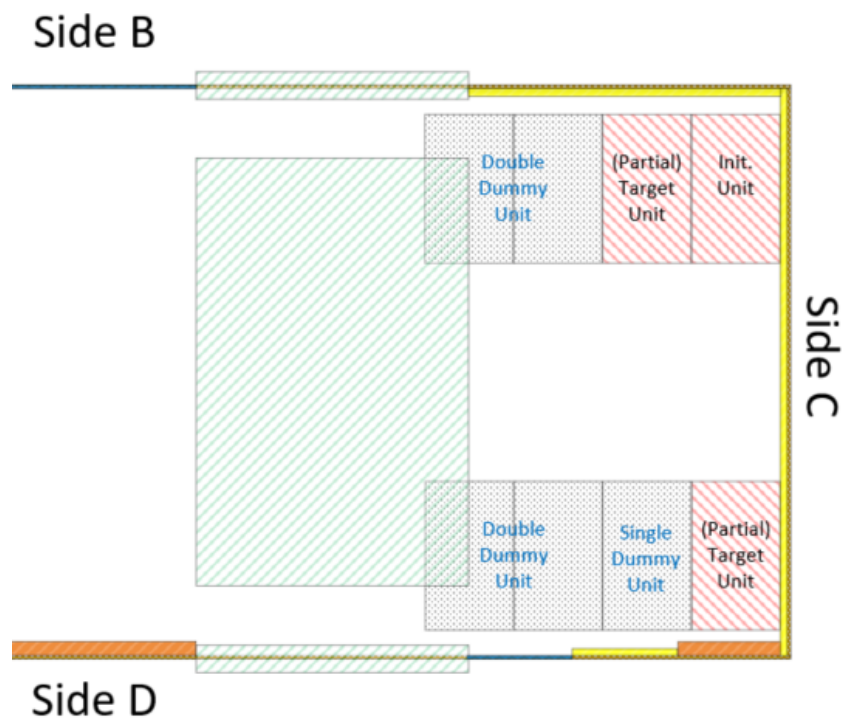 Side B
Double
Dummy
Unit
(Partial)
Target
Unit
Init.
Unit
Side C
Double
Dummy
Unit
Single
Dummy
Unit
(Partial)
Target
Unit
Side D